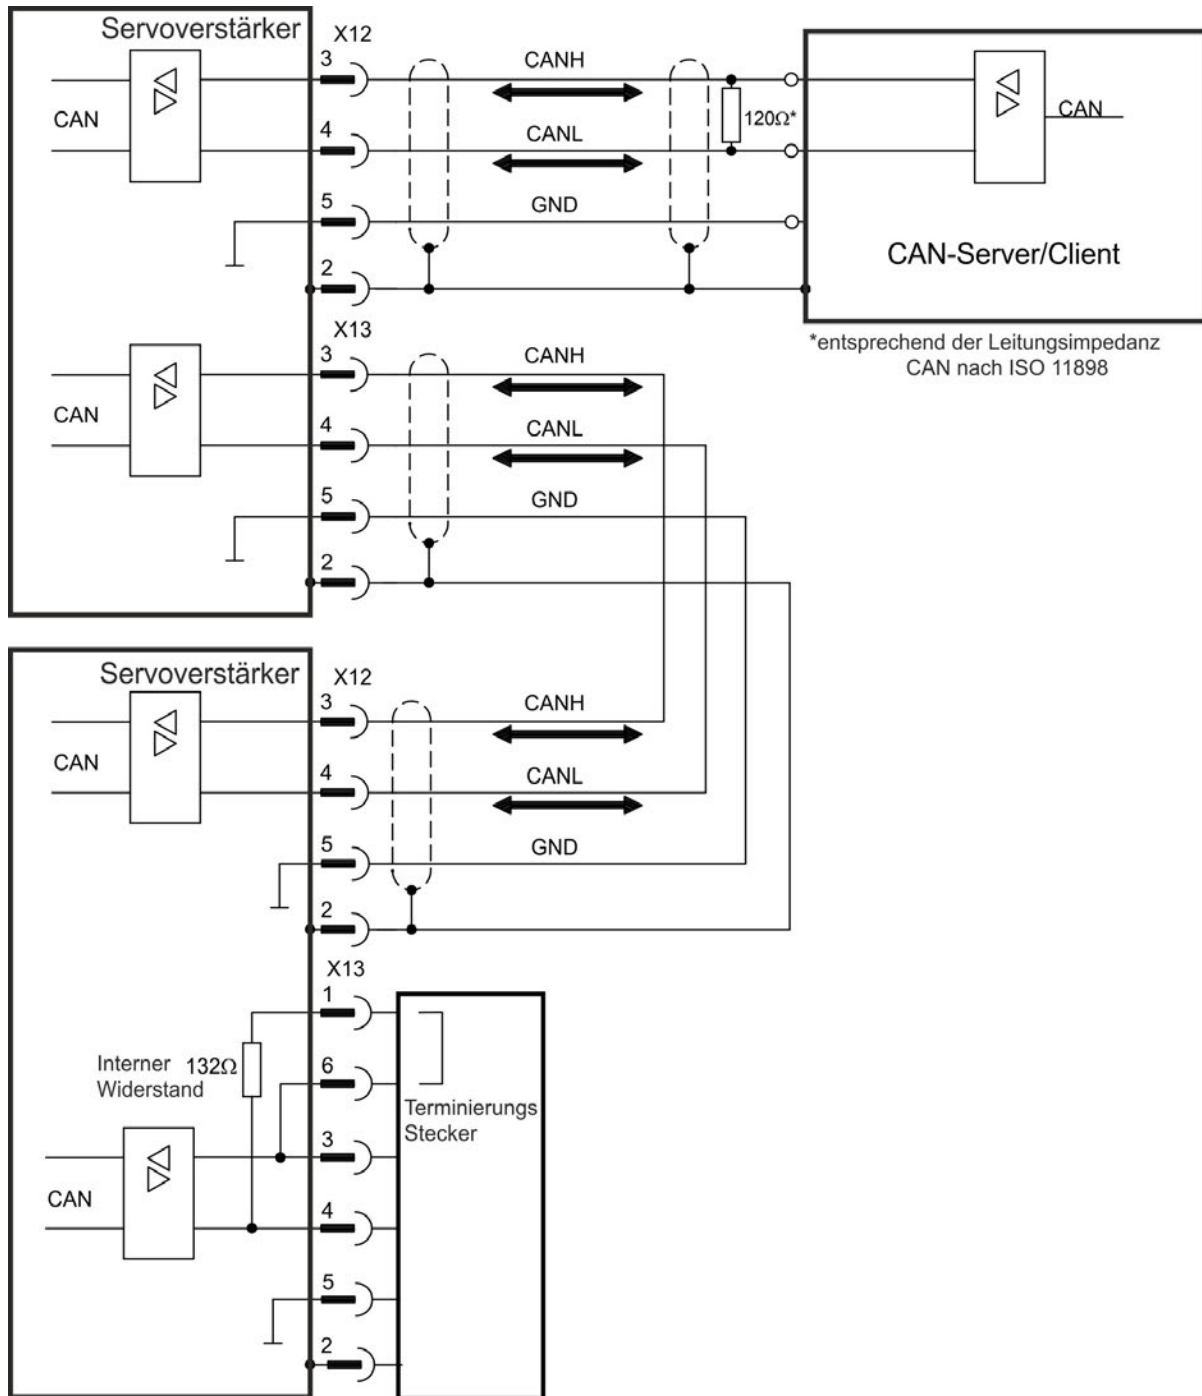 Servoverstärker
X12
3
CANH
CAN
120Ω*
CAN
4
CANL
5
GND
CAN-Server/Client
2
*entsprechend der Leitungsimpedanz
CAN nach ISO 11898
X13
3
CANH
CAN
4
CANL
5
GND
2
Servoverstärker
X12
3
CANH
CAN
4
CANL
5
GND
2
X13
1
Interner
Widerstand
132Ω
6
Terminierungs
Stecker
3
CAN
4
5
2